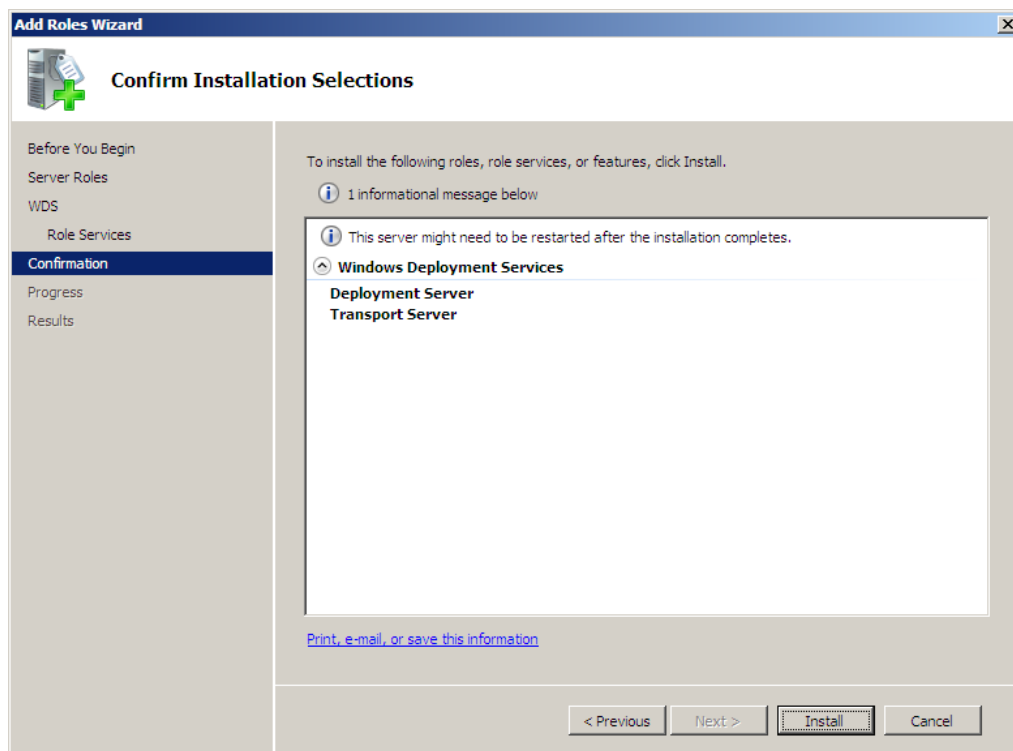 Add Roles Wizard
Confirm Installation Selections
Before You Begin
Server Roles
WDS
Role Services
Confirmation
Progress
Results
To install the following roles, role services, or features, click Install.
1 informational message below
This server might need to be restarted after the installation completes.
Windows Deployment Services
Deployment Server
Transport Server
Print, e-mail, or save this information
< Previous
Next >
Install
Cancel